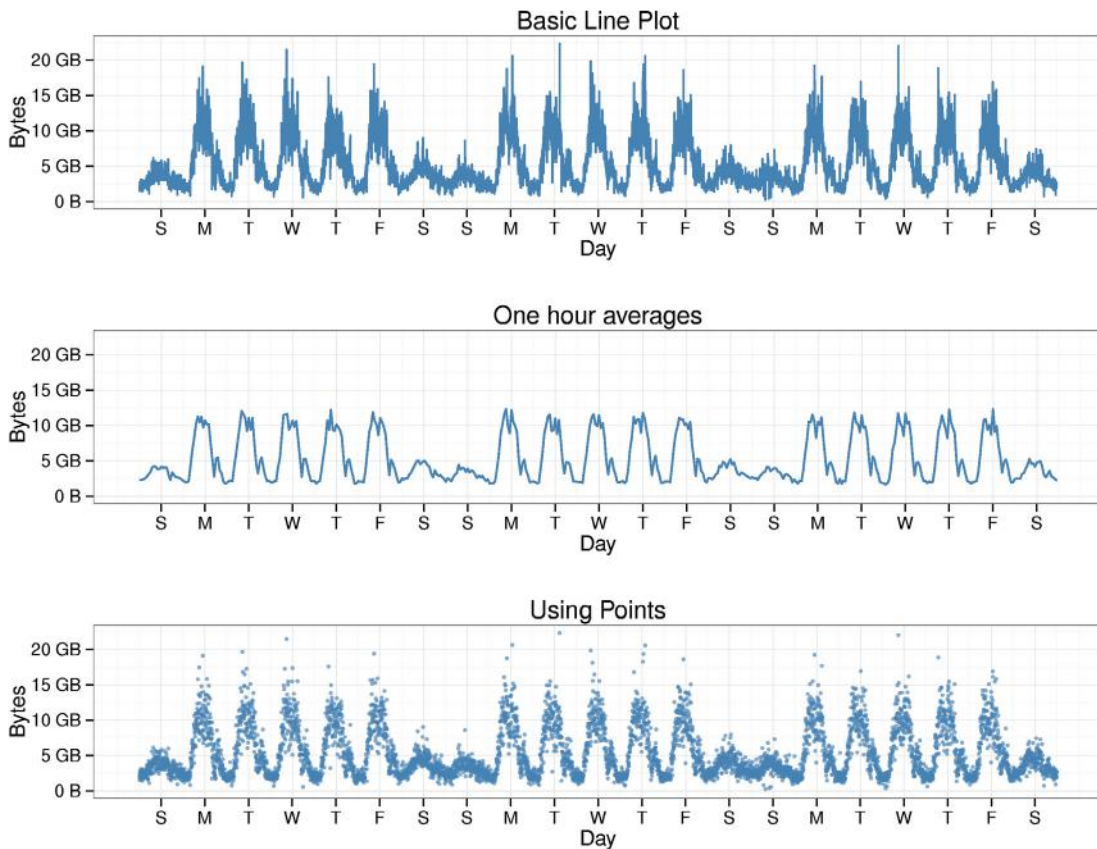 Basic Line Plot
20 GB
15 GB
10 GB
5 GB
0 B
Bytes
S M T W T F S S M T W T F S S M T W T F S
Day
One hour averages
20 GB
15 GB
10 GB
5 GB
0 B
Bytes
S M T W T F S S M T W T F S S M T W T F S
Day
Using Points
20 GB
15 GB
10 GB
5 GB
0 B
Bytes
S M T W T F S S M T W T F S S M T W T F S
Day